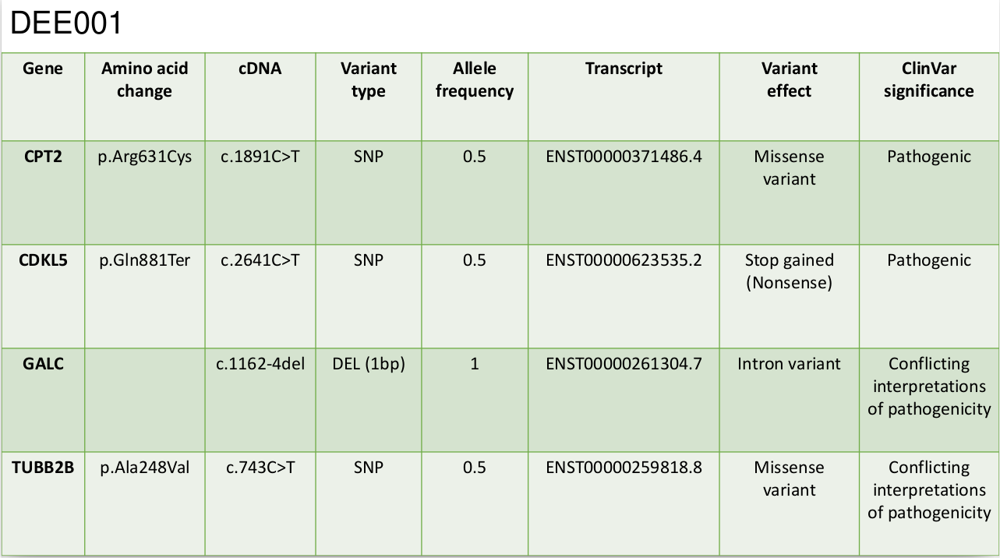 DEE001
Gene
Amino acid
change
cDNA
Variant
type
Allele
frequency
Transcript
Variant
effect
ClinVar
significance
CPT2
p.Arg631Cys
c.1891C>T
SNP
0.5
ENST00000371486.4
Missense
variant
Pathogenic
CDKL5
p.Gln881Ter
c.2641C>T
SNP
0.5
ENST00000623535.2
Stop gained
(Nonsense)
Pathogenic
GALC
c.1162-4del
DEL (1bp)
1
ENST00000261304.7
Intron variant
Conflicting
interpretations
of pathogenicity
TUBB2B
p.Ala248Val
c.743C>T
SNP
0.5
ENST00000259818.8
Missense
variant
Conflicting
interpretations
of pathogenicity